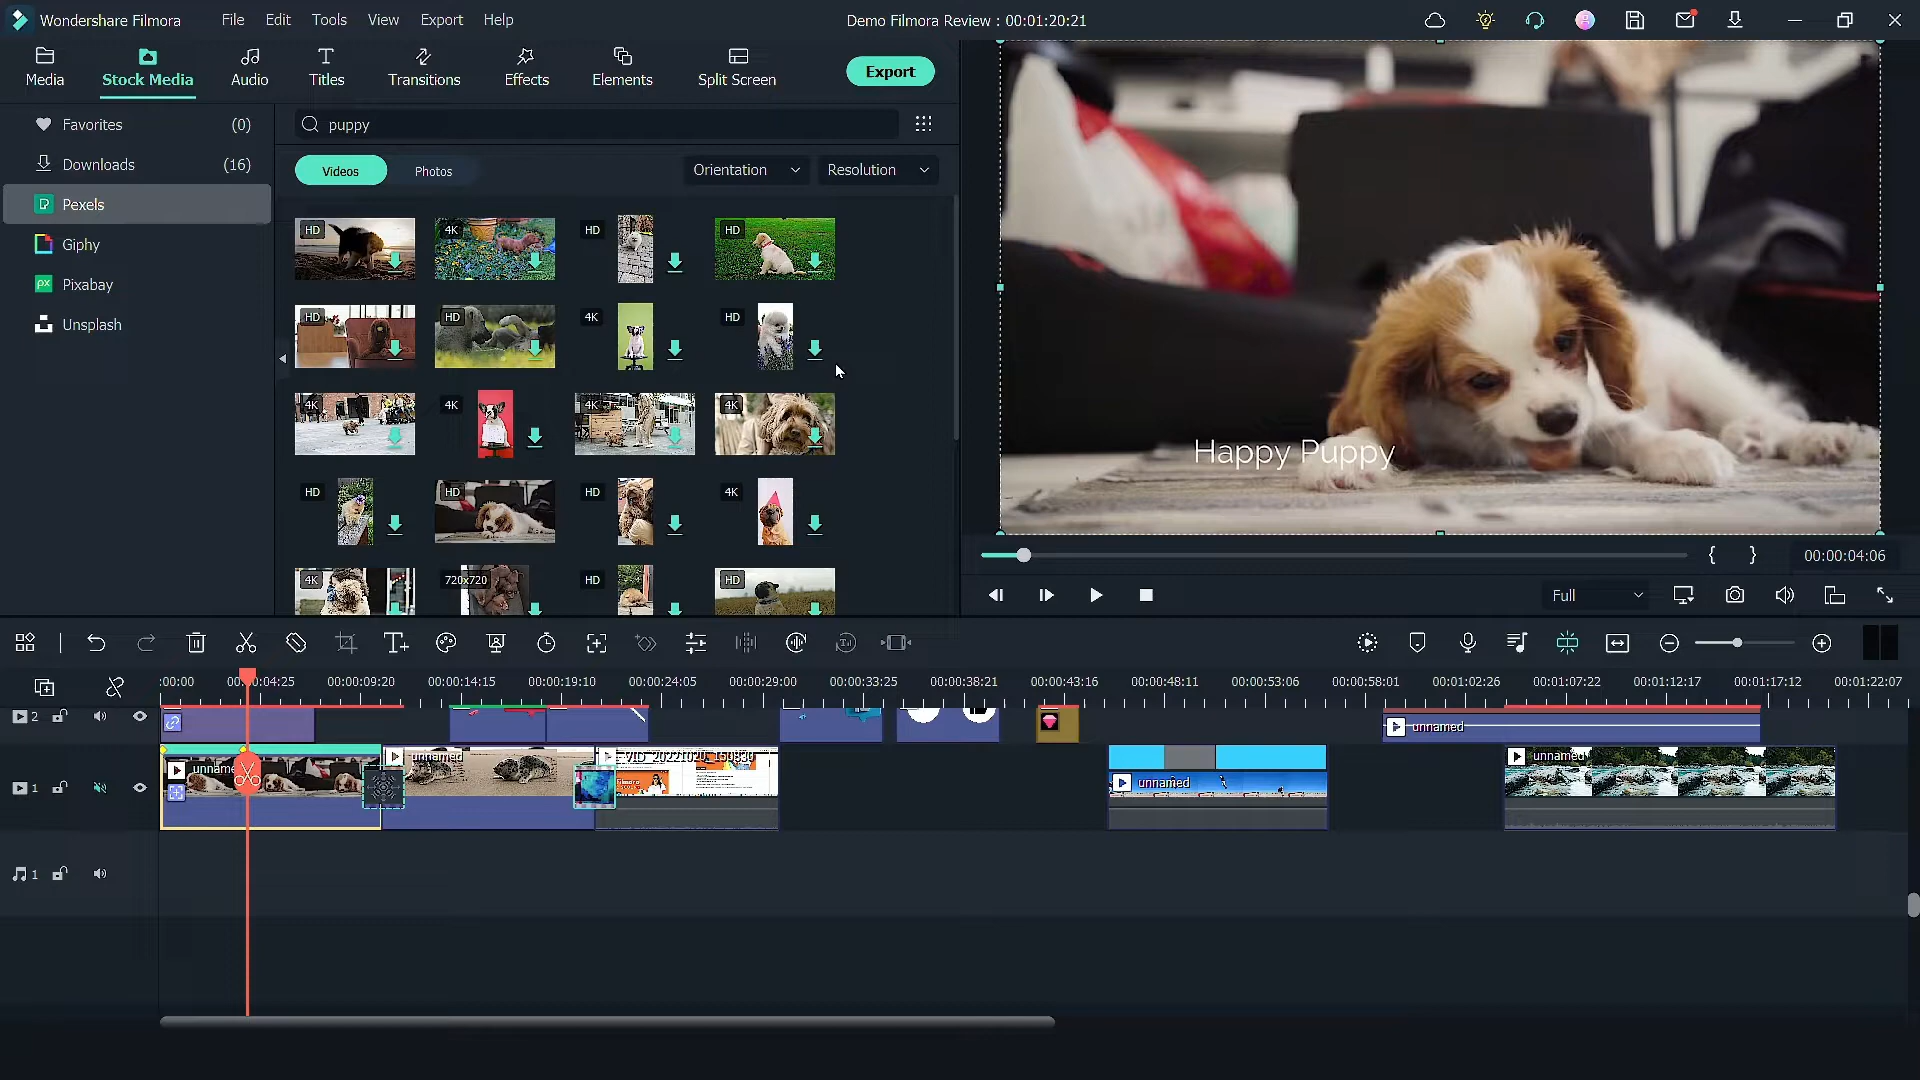 Wondershare Filmora File Edit Tools View Export Help Demo Filmora Review : 00:01:20:21
Media Stock Media Audio Titles Transitions Effects Elements Split Screen Export
Favorites (0)
Downloads (16)
Pexels
Giphy
Pixabay
Unsplash
puppy
Videos Photos Orientation Resolution
HD 4K HD HD
HD HD 4K HD
4K 4K 4K 4K
HD HD HD 4K
4K 720x720 HD HD
Happy Puppy
{ } 00:00:04:06
Full
:00:00 00:00:04:25 00:00:09:20 00:00:14:15 00:00:19:10 00:00:24:05 00:00:29:00 00:00:33:25 00:00:38:21 00:00:43:16 00:00:48:11 00:00:53:06 00:00:58:01 00:01:02:26 00:01:07:22 00:01:12:17 00:01:17:12 00:01:22:07
2 unnamed
1 unname unnamed VID_20221020_150830 unnamed unnamed
1